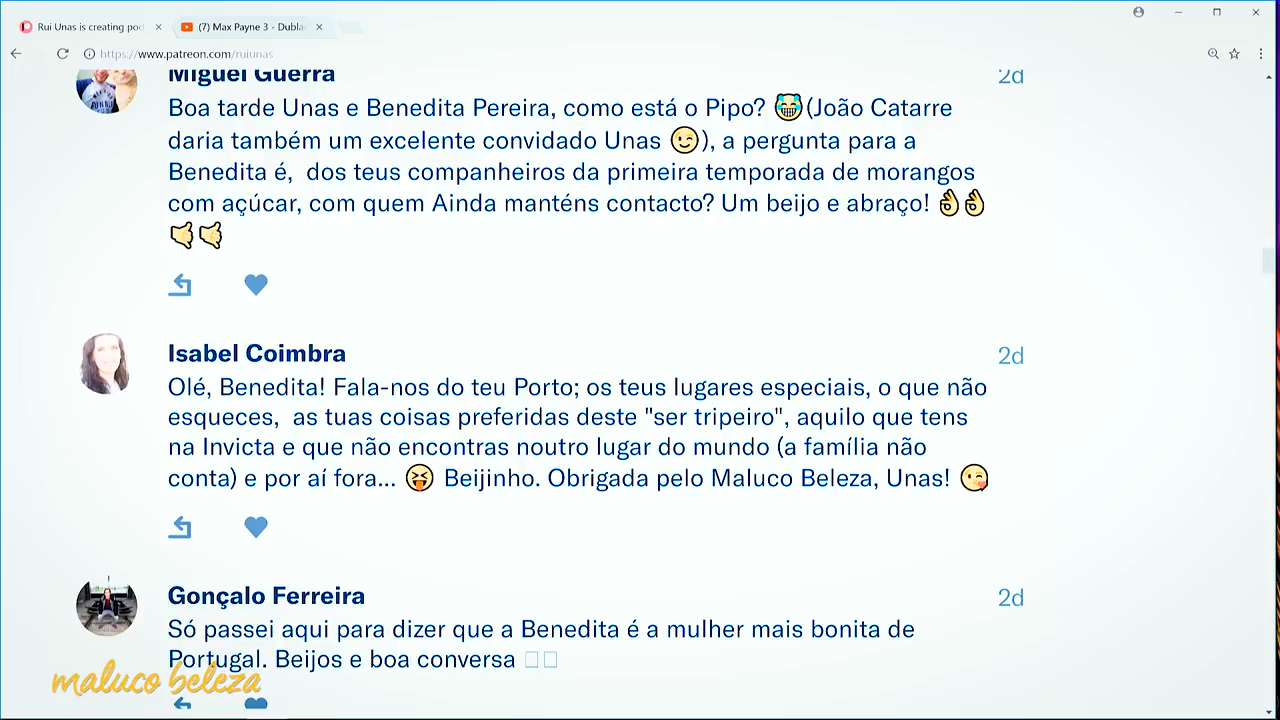 Rui Unas is creating pod
(7) Max Payne 3 - Dubla
https://www.patreon.com/ruiunas
Miguel Guerra
2d
Boa tarde Unas e Benedita Pereira, como está o Pipo? 😹(João Catarre
daria também um excelente convidado Unas 😉), a pergunta para a
Benedita é,  dos teus companheiros da primeira temporada de morangos
com açúcar, com quem Ainda manténs contacto? Um beijo e abraço! 👌👌
🤙🤙
Isabel Coimbra
2d
Olé, Benedita! Fala-nos do teu Porto; os teus lugares especiais, o que não
esqueces,  as tuas coisas preferidas deste "ser tripeiro", aquilo que tens
na Invicta e que não encontras noutro lugar do mundo (a família não
conta) e por aí fora... 😝 Beijinho. Obrigada pelo Maluco Beleza, Unas! 😘
Gonçalo Ferreira
2d
Só passei aqui para dizer que a Benedita é a mulher mais bonita de
Portugal. Beijos e boa conversa
maluco beleza